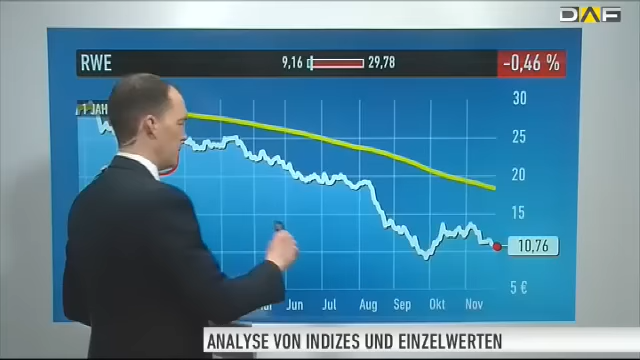 DAF
RWE 9,16 29,78 -0,46 %
1 JAH
30
25
20
15
10,76
5 €
Jun Jul Aug Sep Okt Nov
ANALYSE VON INDIZES UND EINZELWERTEN